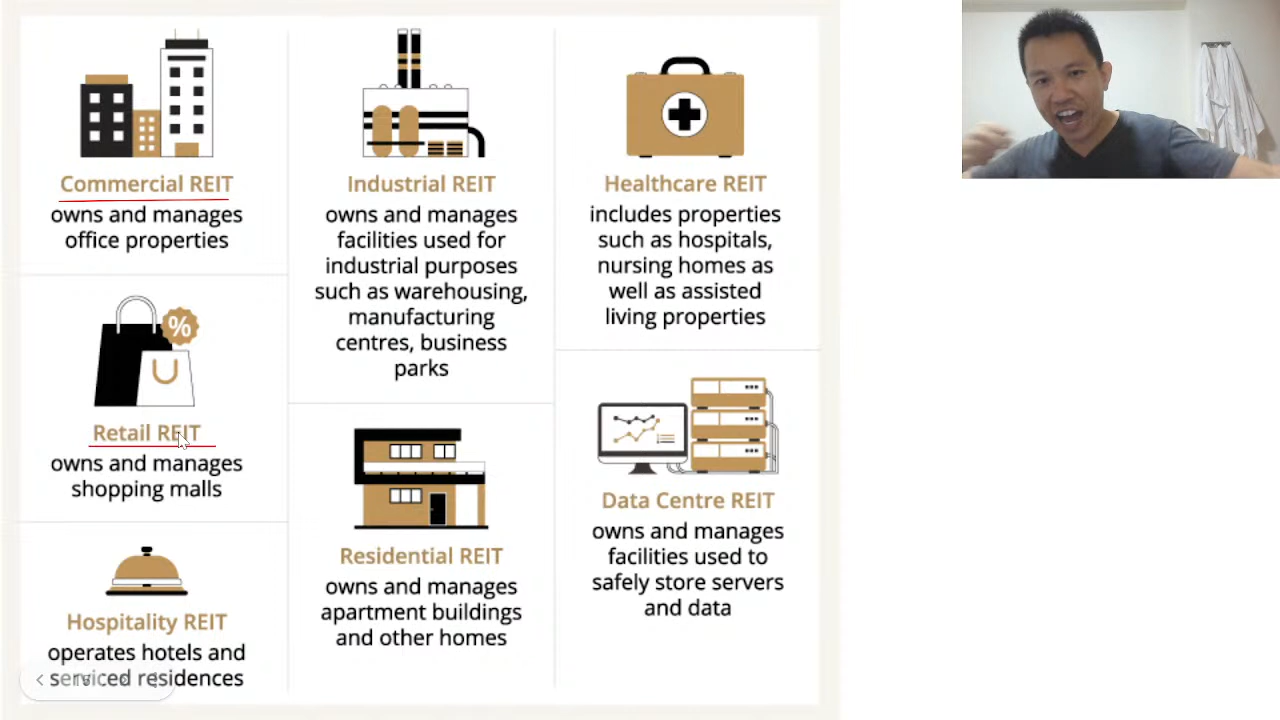 Commercial REIT
owns and manages
office properties
Retail REIT
owns and manages
shopping malls
Hospitality REIT
operates hotels and
serviced residences
Industrial REIT
owns and manages
facilities used for
industrial purposes
such as warehousing,
manufacturing
centres, business
parks
Residential REIT
owns and manages
apartment buildings
and other homes
Healthcare REIT
includes properties
such as hospitals,
nursing homes as
well as assisted
living properties
Data Centre REIT
owns and manages
facilities used to
safely store servers
and data
%